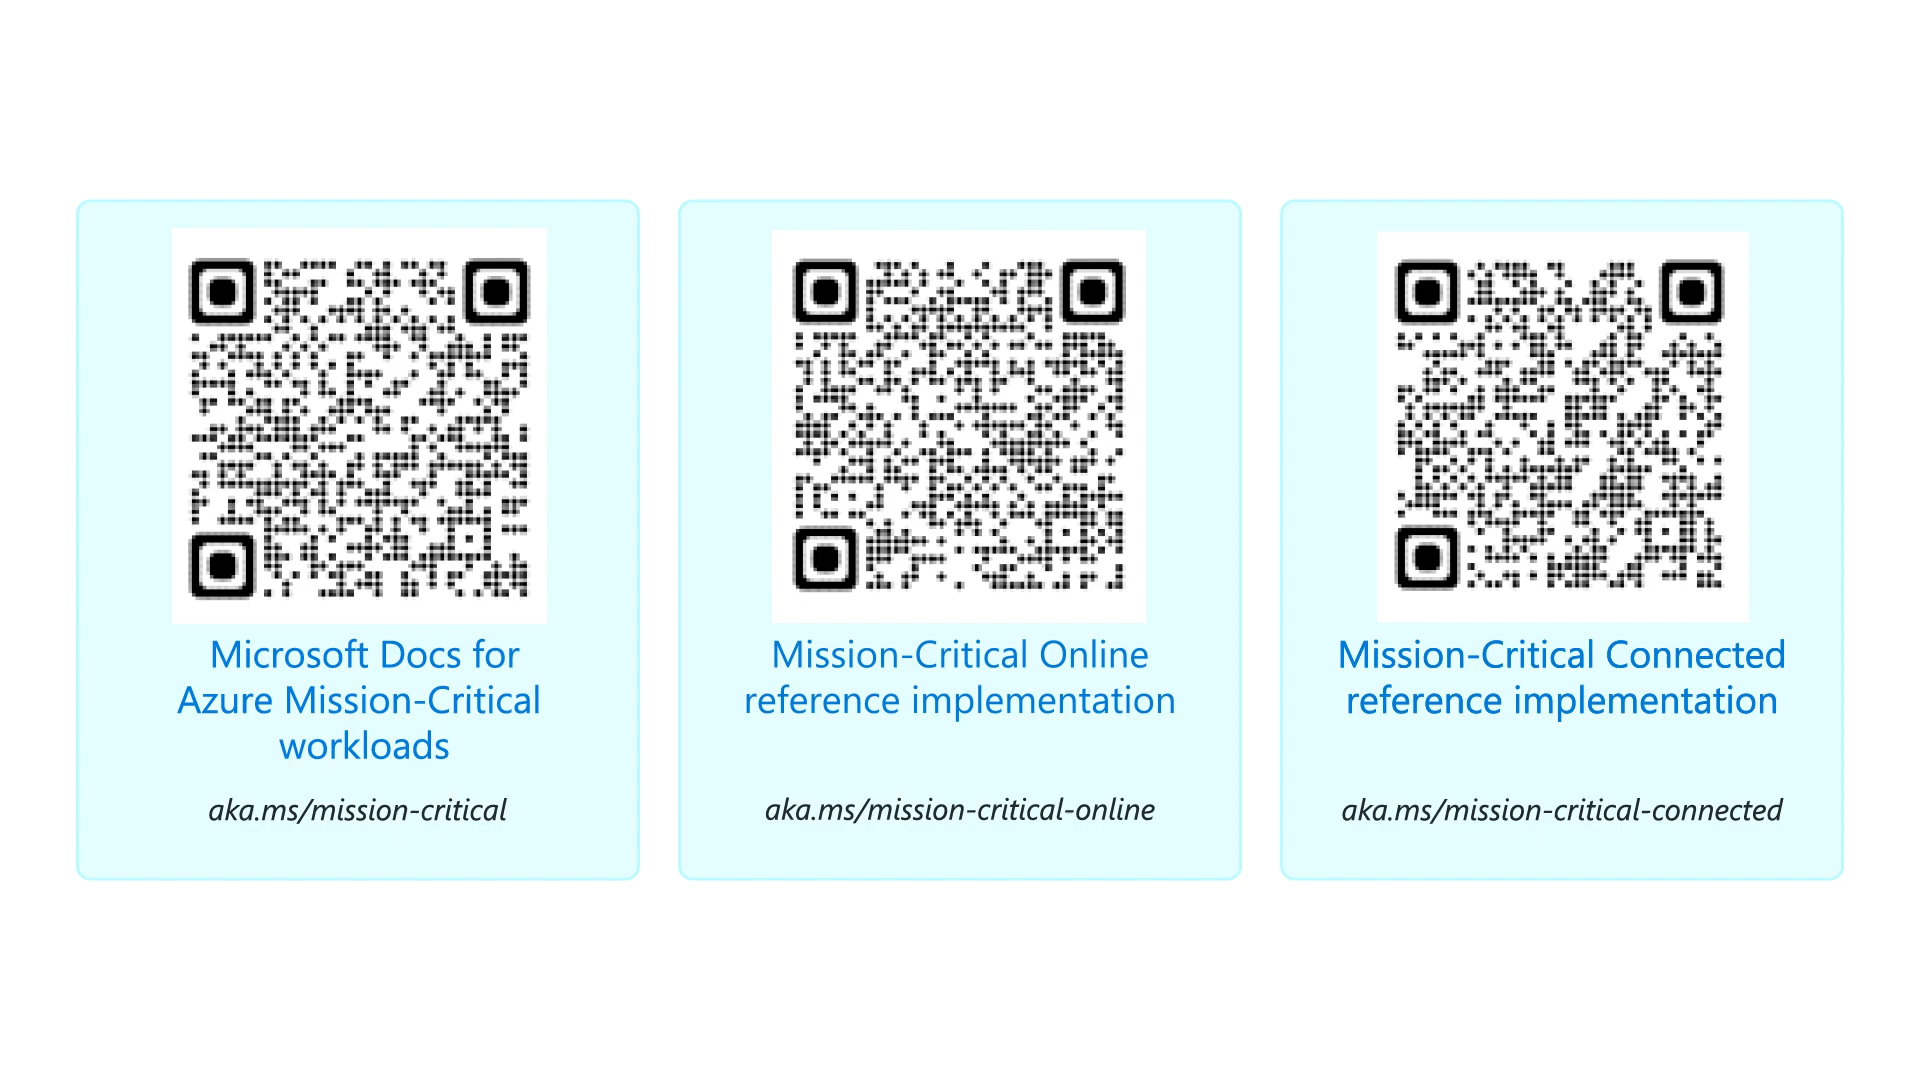 Microsoft Docs for
Azure Mission-Critical
workloads
aka.ms/mission-critical
Mission-Critical Online
reference implementation
aka.ms/mission-critical-online
Mission-Critical Connected
reference implementation
aka.ms/mission-critical-connected